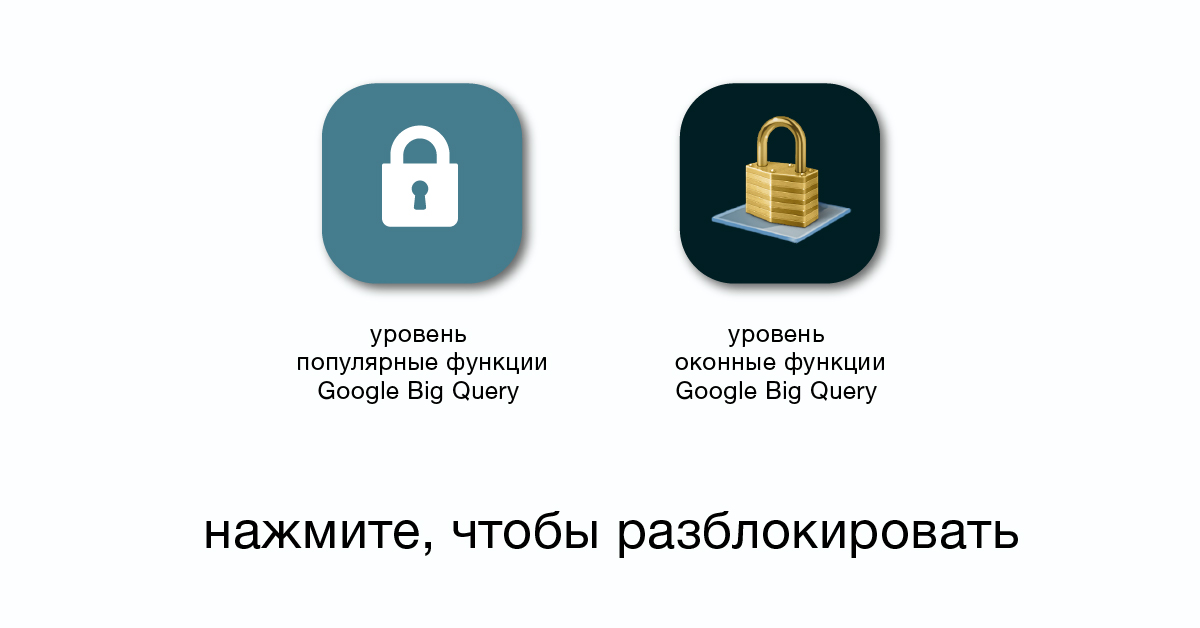 уровень
популярные функции
Google Big Query
уровень
оконные функции
Google Big Query
нажмите, чтобы разблокировать